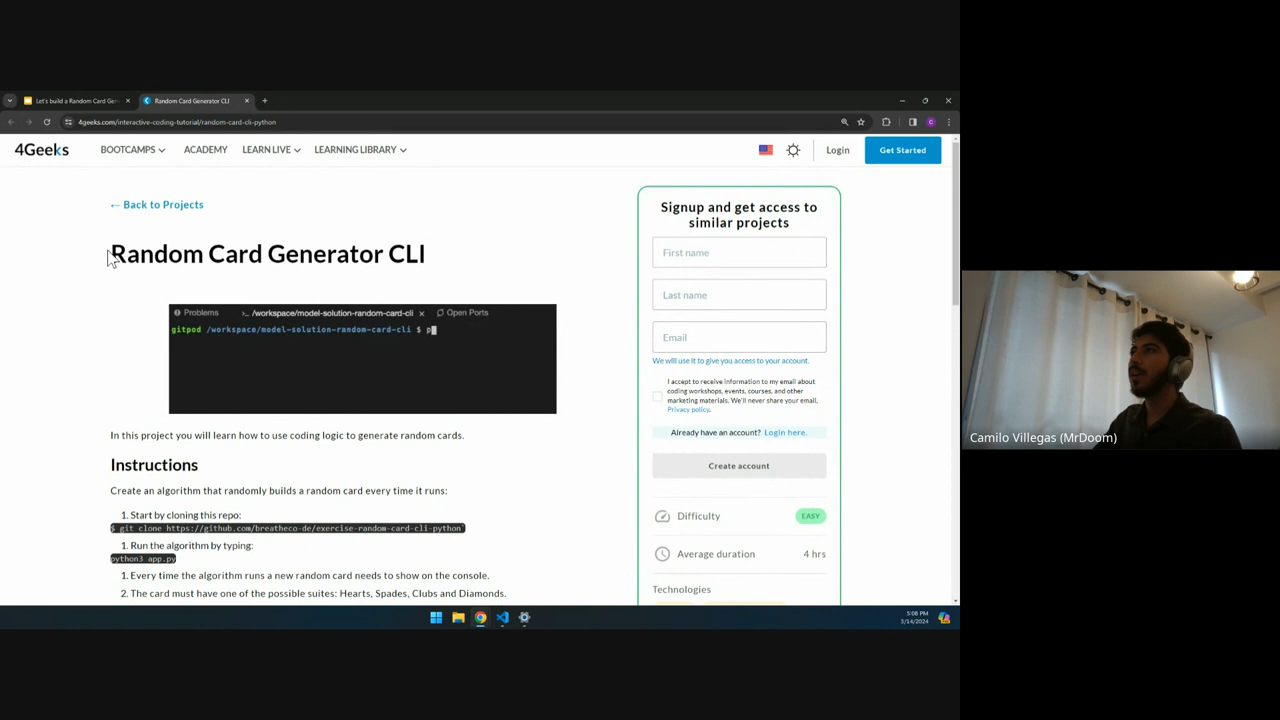 Let's build a Random Card Gen
Random Card Generator CLI
4geeks.com/interactive-coding-tutorial/random-card-cli-python
4Geeks
BOOTCAMPS
ACADEMY
LEARN LIVE
LEARNING LIBRARY
Login
Get Started
← Back to Projects
Random Card Generator CLI
Problems
>_ /workspace/model-solution-random-card-cli
Open Ports
gitpod /workspace/model-solution-random-card-cli $ p
In this project you will learn how to use coding logic to generate random cards.
Instructions
Create an algorithm that randomly builds a random card every time it runs:
1. Start by cloning this repo:
$ git clone https://github.com/breatheco-de/exercise-random-card-cli-python`
1. Run the algorithm by typing:
python3 app.py
1. Every time the algorithm runs a new random card needs to show on the console.
2. The card must have one of the possible suites: Hearts, Spades, Clubs and Diamonds.
Signup and get access to
similar projects
First name
Last name
Email
We will use it to give you access to your account.
I accept to receive information to my email about
coding workshops, events, courses, and other
marketing materials. We'll never share your email.
Privacy policy.
Already have an account? Login here.
Create account
Difficulty
EASY
Average duration
4 hrs
Technologies
5:08 PM
3/14/2024
Camilo Villegas (MrDoom)